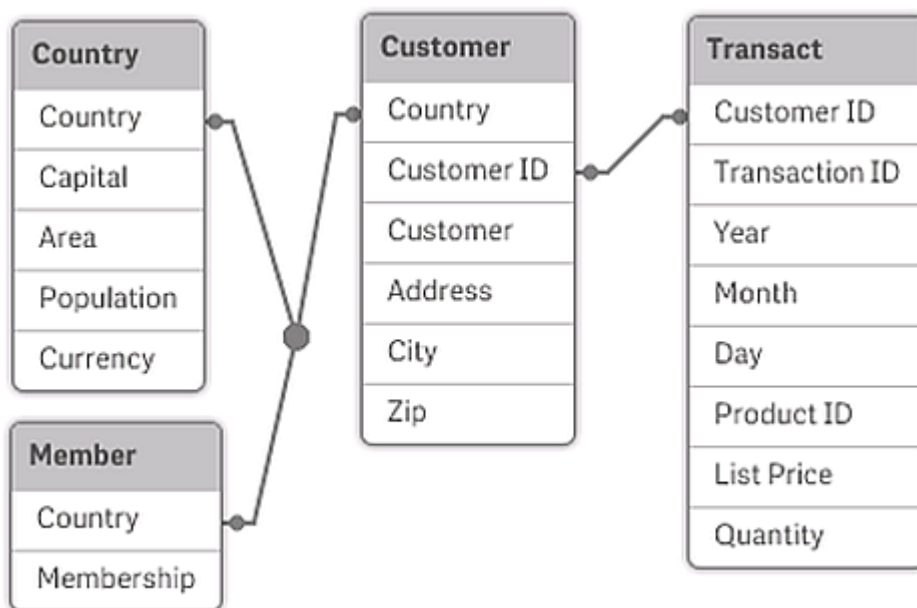 Country
Country
Capital
Area
Population
Currency
Member
Country
Membership
Customer
Country
Customer ID
Customer
Address
City
Zip
Transact
Customer ID
Transaction ID
Year
Month
Day
Product ID
List Price
Quantity